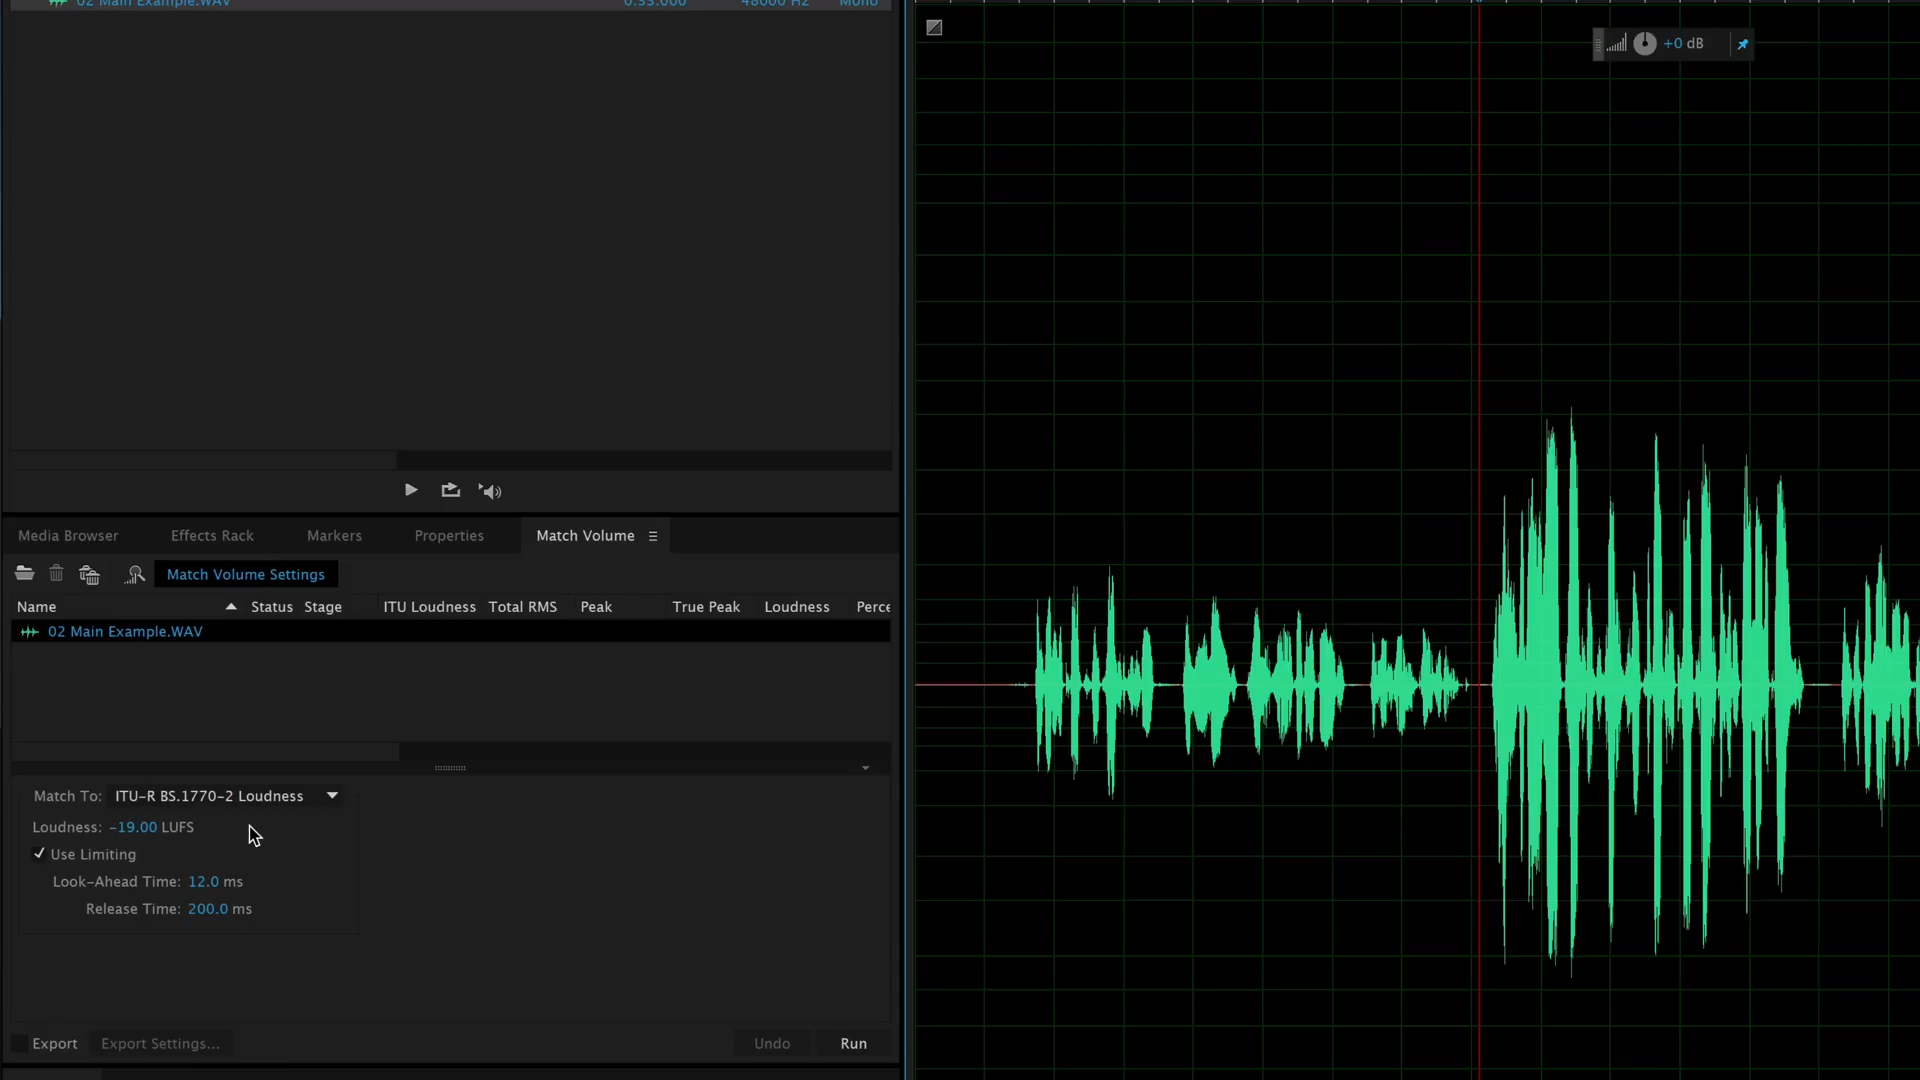 02 Main Example.WAV 0:33.000 48000 Hz Mono
+0 dB
Media Browser Effects Rack Markers Properties Match Volume
Match Volume Settings
Name Status Stage ITU Loudness Total RMS Peak True Peak Loudness Perce
02 Main Example.WAV
Match To: ITU-R BS.1770-2 Loudness
Loudness: -19.00 LUFS
Use Limiting
Look-Ahead Time: 12.0 ms
Release Time: 200.0 ms
Export Export Settings... Undo Run